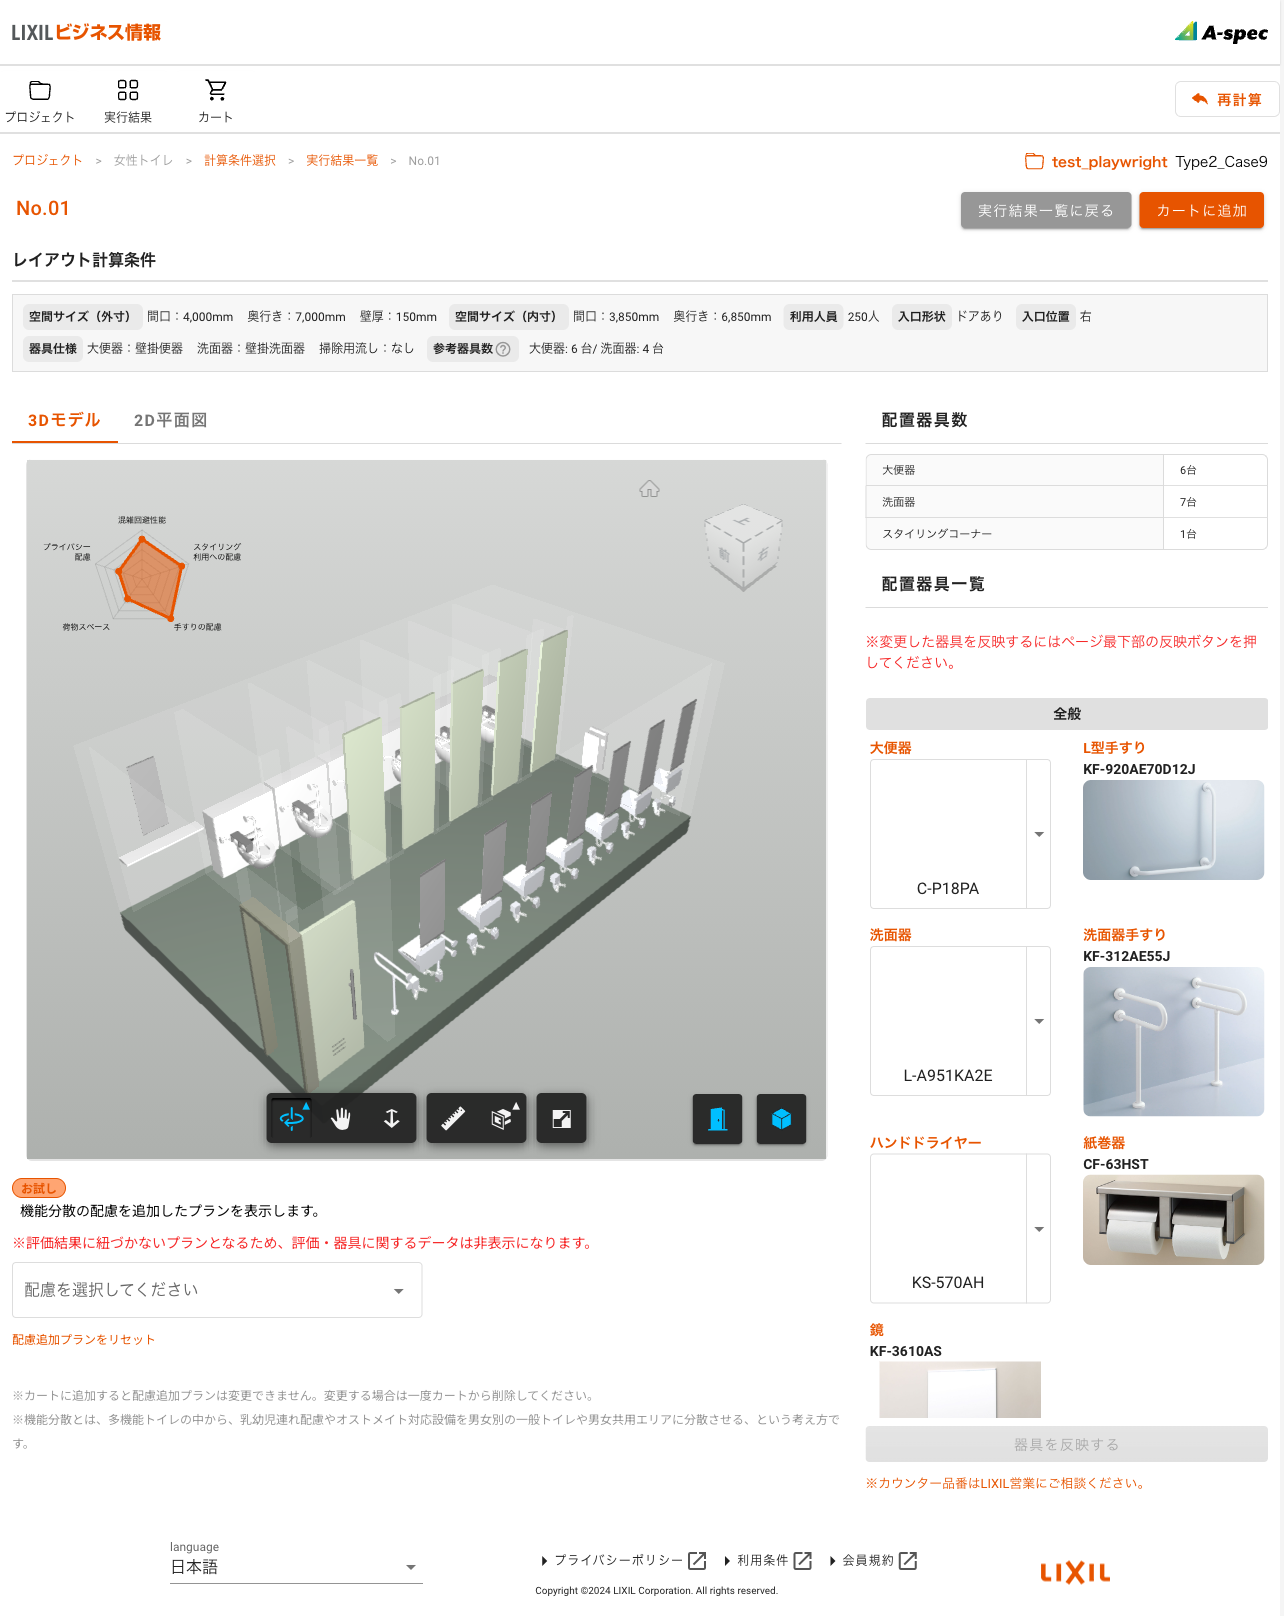 LIXILビジネス情報
A-spec
プロジェクト
実行結果
カート
再計算
プロジェクト > 女性トイレ > 計算条件選択 > 実行結果一覧 > No.01
test_playwright Type2_Case9
No.01
実行結果一覧に戻る
カートに追加
レイアウト計算条件
空間サイズ（外寸） 間口：4,000mm 奥行き：7,000mm 壁厚：150mm 空間サイズ（内寸） 間口：3,850mm 奥行き：6,850mm 利用人員 250人 入口形状 ドアあり 入口位置 右
器具仕様 大便器：壁掛便器 洗面器：壁掛洗面器 掃除用流し：なし 参考器具数 大便器: 6 台/ 洗面器: 4 台
3Dモデル
2D平面図
混雑回避性能
プライバシー
配慮
スタイリング
利用への配慮
荷物スペース
手すりの配慮
上
前
右
お試し
機能分散の配慮を追加したプランを表示します。
※評価結果に紐づかないプランとなるため、評価・器具に関するデータは非表示になります。
配慮を選択してください
配慮追加プランをリセット
※カートに追加すると配慮追加プランは変更できません。変更する場合は一度カートから削除してください。
※機能分散とは、多機能トイレの中から、乳幼児連れ配慮やオストメイト対応設備を男女別の一般トイレや男女共用エリアに分散させる、という考え方で
す。
配置器具数
大便器 6台
洗面器 7台
スタイリングコーナー 1台
配置器具一覧
※変更した器具を反映するにはページ最下部の反映ボタンを押
してください。
全般
大便器
C-P18PA
L型手すり
KF-920AE70D12J
洗面器
L-A951KA2E
洗面器手すり
KF-312AE55J
ハンドドライヤー
KS-570AH
紙巻器
CF-63HST
鏡
KF-3610AS
器具を反映する
※カウンター品番はLIXIL営業にご相談ください。
language
日本語
プライバシーポリシー
利用条件
会員規約
Copyright ©2024 LIXIL Corporation. All rights reserved.
LIXIL